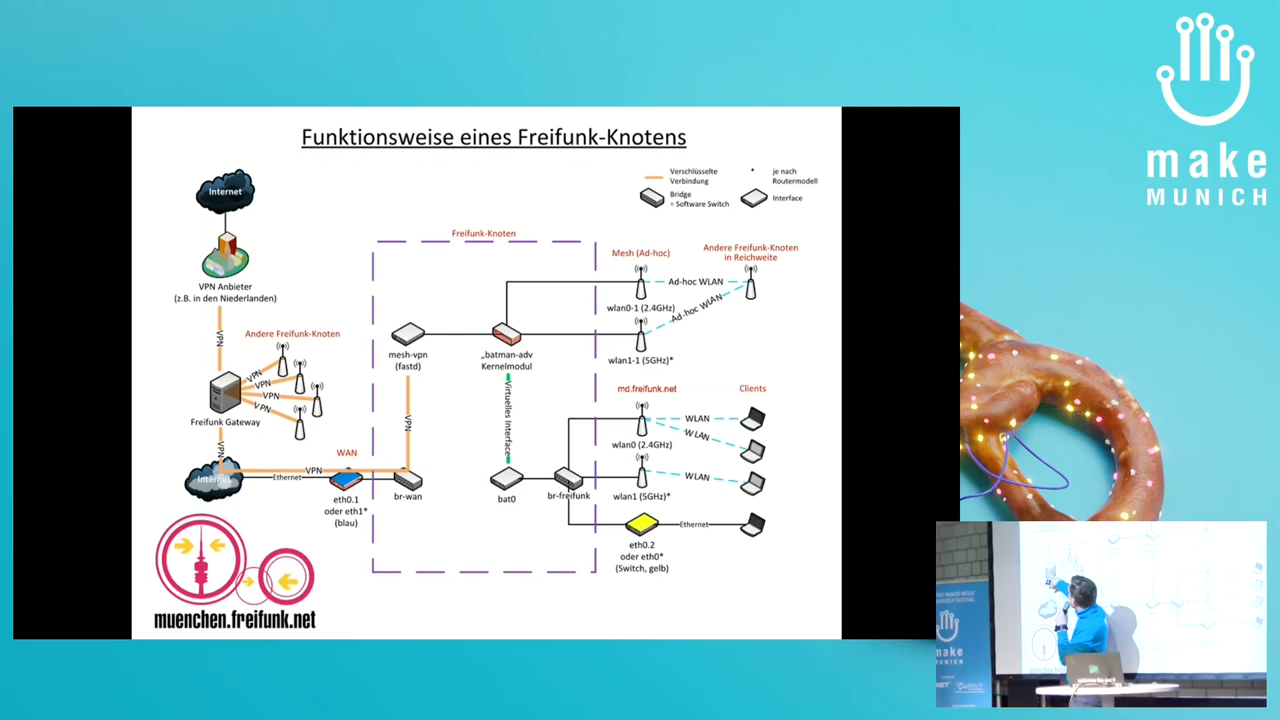 make
MUNICH
Funktionsweise eines Freifunk-Knotens
Verschlüsselte
Verbindung
*
je nach
Routermodell
Bridge
= Software Switch
Interface
Internet
VPN Anbieter
(z.B. in den Niederlanden)
VPN
Andere Freifunk-Knoten
VPN
VPN
VPN
VPN
Freifunk Gateway
VPN
Internet
Ethernet
VPN
WAN
eth0.1
oder eth1*
(blau)
Freifunk-Knoten
mesh-vpn
(fastd)
VPN
br-wan
„batman-adv
Kernelmodul
Virtuelles Interface
bat0
br-freifunk
Mesh (Ad-hoc)
Andere Freifunk-Knoten
in Reichweite
Ad-hoc WLAN
wlan0-1 (2.4GHz)
Ad-hoc WLAN
wlan1-1 (5GHz)*
md.freifunk.net
Clients
WLAN
WLAN
wlan0 (2.4GHz)
WLAN
wlan1 (5GHz)*
Ethernet
eth0.2
oder eth0*
(Switch, gelb)
muenchen.freifunk.net
make
MUNICH